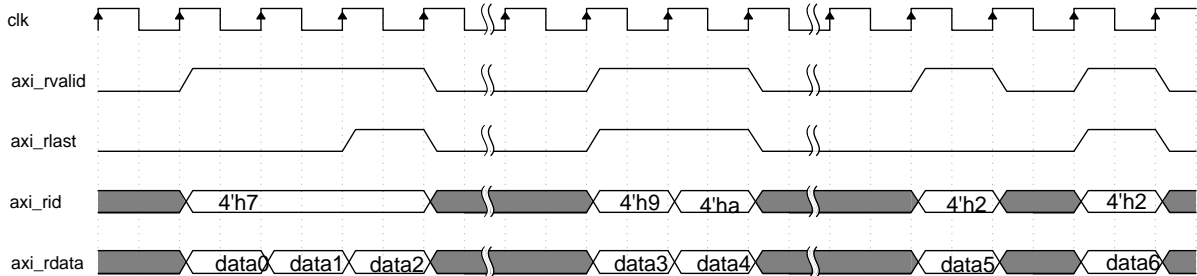 clk
axi_rvalid
axi_rlast
axi_rid 4'h7 4'h9 4'ha 4'h2 4'h2
axi_rdata data0 data1 data2 data3 data4 data5 data6